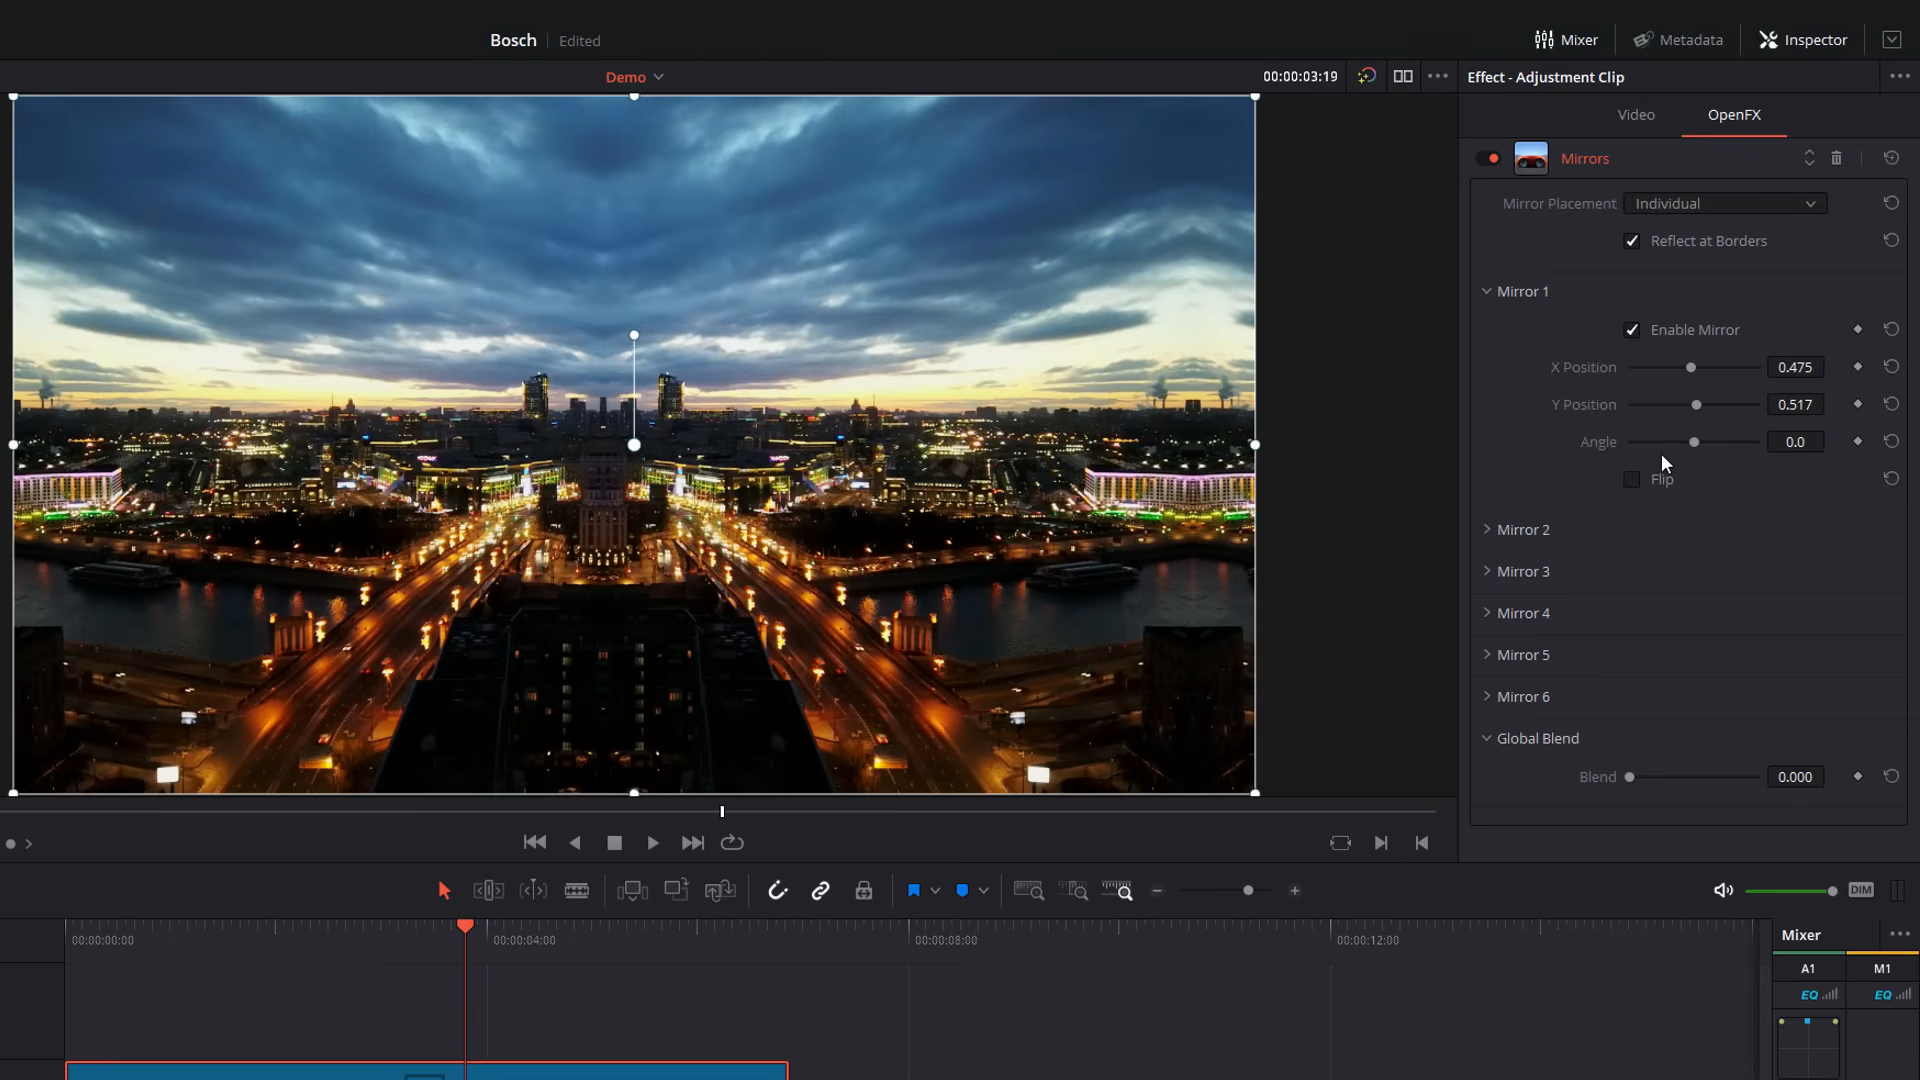 Bosch Edited
Mixer Metadata Inspector
Demo 00:00:03:19 Effect - Adjustment Clip
Video OpenFX
Mirrors
Mirror Placement Individual
Reflect at Borders
Mirror 1
Enable Mirror
X Position 0.475
Y Position 0.517
Angle 0.0
Flip
Mirror 2
Mirror 3
Mirror 4
Mirror 5
Mirror 6
Global Blend
Blend 0.000
DIM
00:00:00:00 00:00:04:00 00:00:08:00 00:00:12:00
Mixer
A1 M1
EQ EQ